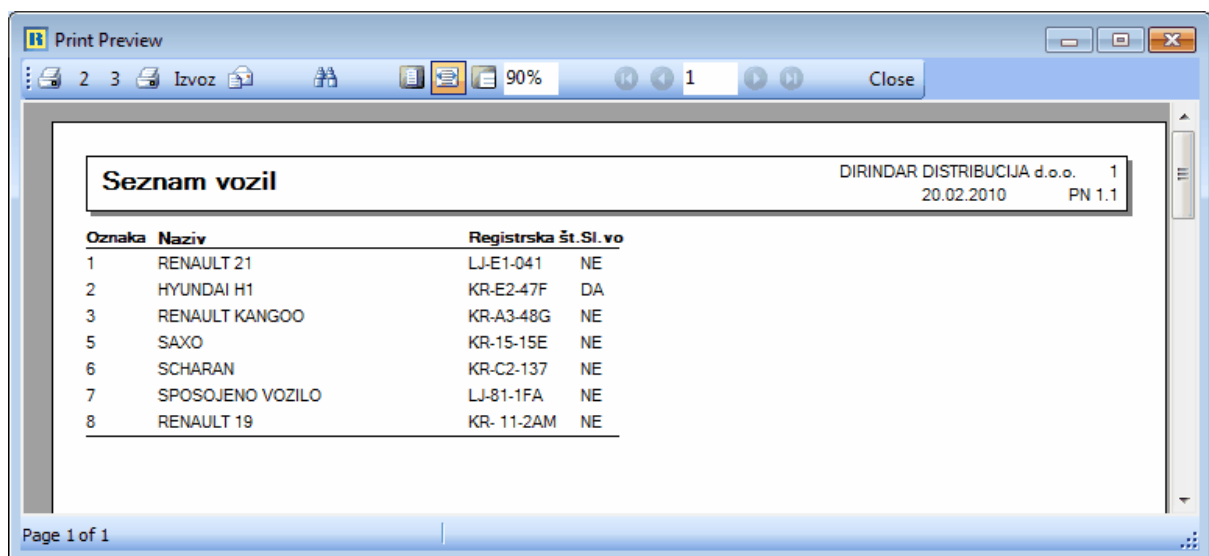 Print Preview
2 3 Izvoz 90% 1 Close
Seznam vozil
DIRINDAR DISTRIBUCIJA d.o.o. 1
20.02.2010 PN 1.1
Oznaka Naziv Registrska št. Sl.vo
1 RENAULT 21 LJ-E1-041 NE
2 HYUNDAI H1 KR-E2-47F DA
3 RENAULT KANGOO KR-A3-48G NE
5 SAXO KR-15-15E NE
6 SCHARAN KR-C2-137 NE
7 SPOSOJENO VOZILO LJ-81-1FA NE
8 RENAULT 19 KR- 11-2AM NE
Page 1 of 1